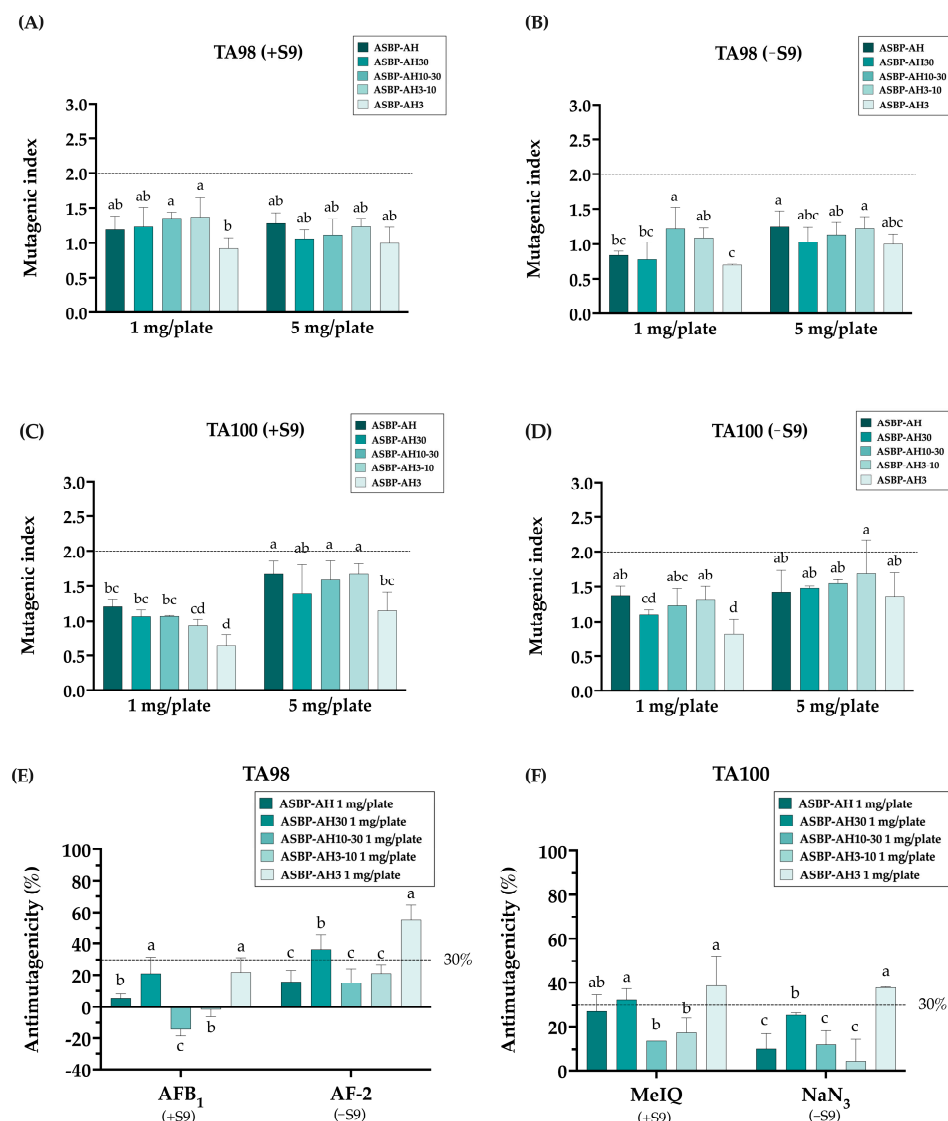 (A)
TA98 (+S9)
ASBP-AH
ASBP-AH30
ASBP-AH10-30
ASBP-AH3-10
ASBP-AH3
Mutagenic index
3.0
2.5
2.0
1.5
1.0
0.5
0.0
ab ab a a b ab ab ab ab ab
1 mg/plate 5 mg/plate
(B)
TA98 (−S9)
ASBP-AH
ASBP-AH30
ASBP-AH10-30
ASBP-AH3-10
ASBP-AH3
Mutagenic index
3.0
2.5
2.0
1.5
1.0
0.5
0.0
bc bc a ab c a abc ab a abc
1 mg/plate 5 mg/plate
(C)
TA100 (+S9)
ASBP-AH
ASBP-AH30
ASBP-AH10-30
ASBP-AH3-10
ASBP-AH3
Mutagenic index
3.0
2.5
2.0
1.5
1.0
0.5
0.0
bc bc bc cd d a ab a a bc
1 mg/plate 5 mg/plate
(D)
TA100 (−S9)
ASBP-AH
ASBP-AH30
ASBP-AH10-30
ASBP-AH3-10
ASBP-AH3
Mutagenic index
3.0
2.5
2.0
1.5
1.0
0.5
0.0
ab cd abc ab d ab ab ab a ab
1 mg/plate 5 mg/plate
(E)
TA98
ASBP-AH 1 mg/plate
ASBP-AH30 1 mg/plate
ASBP-AH10-30 1 mg/plate
ASBP-AH3-10 1 mg/plate
ASBP-AH3 1 mg/plate
Antimutagenicity (%)
100
80
60
40
20
0
-20
-40
b a c b a c b c c a
30%
AFB1 AF-2
(+S9) (−S9)
(F)
TA100
ASBP-AH 1 mg/plate
ASBP-AH30 1 mg/plate
ASBP-AH10-30 1 mg/plate
ASBP-AH3-10 1 mg/plate
ASBP-AH3 1 mg/plate
Antimutagenicity (%)
100
80
60
40
20
0
ab a b b a c b c c a
30%
MeIQ NaN3
(+S9) (−S9)